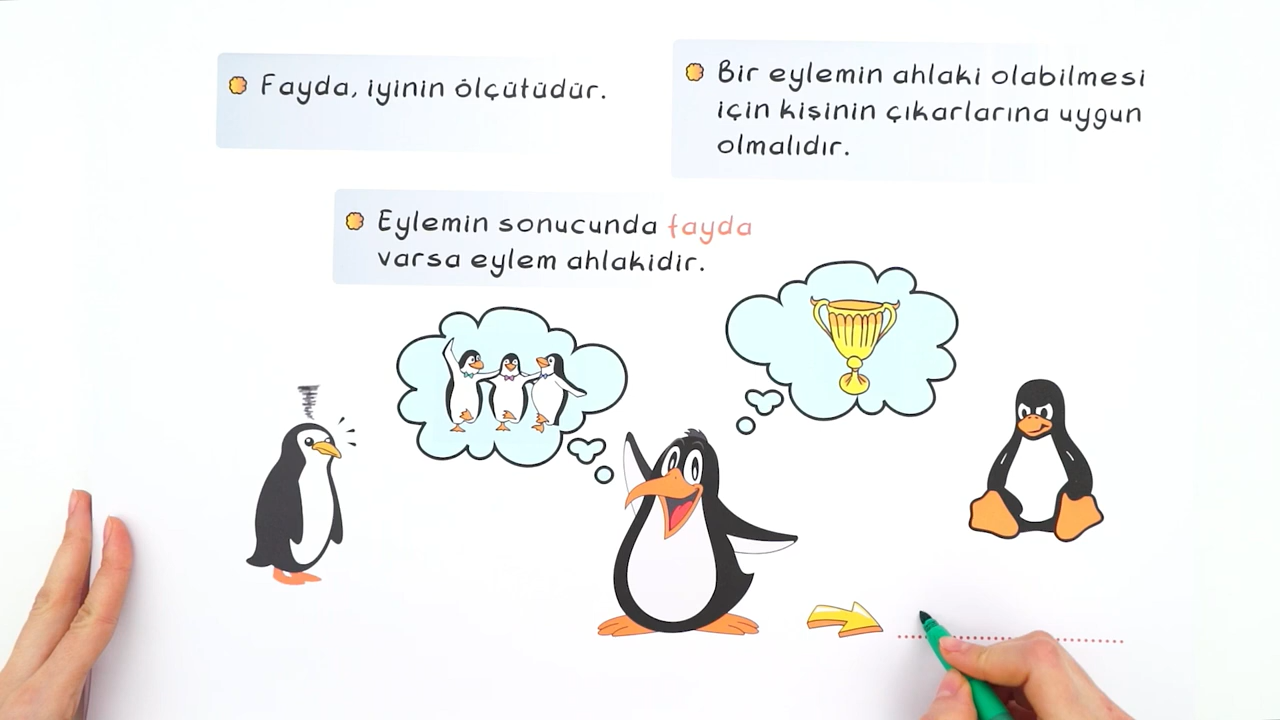 Fayda, iyinin ölçütüdür.
Bir eylemin ahlaki olabilmesi
için kişinin çıkarlarına uygun
olmalıdır.
Eylemin sonucunda fayda
varsa eylem ahlakidir.